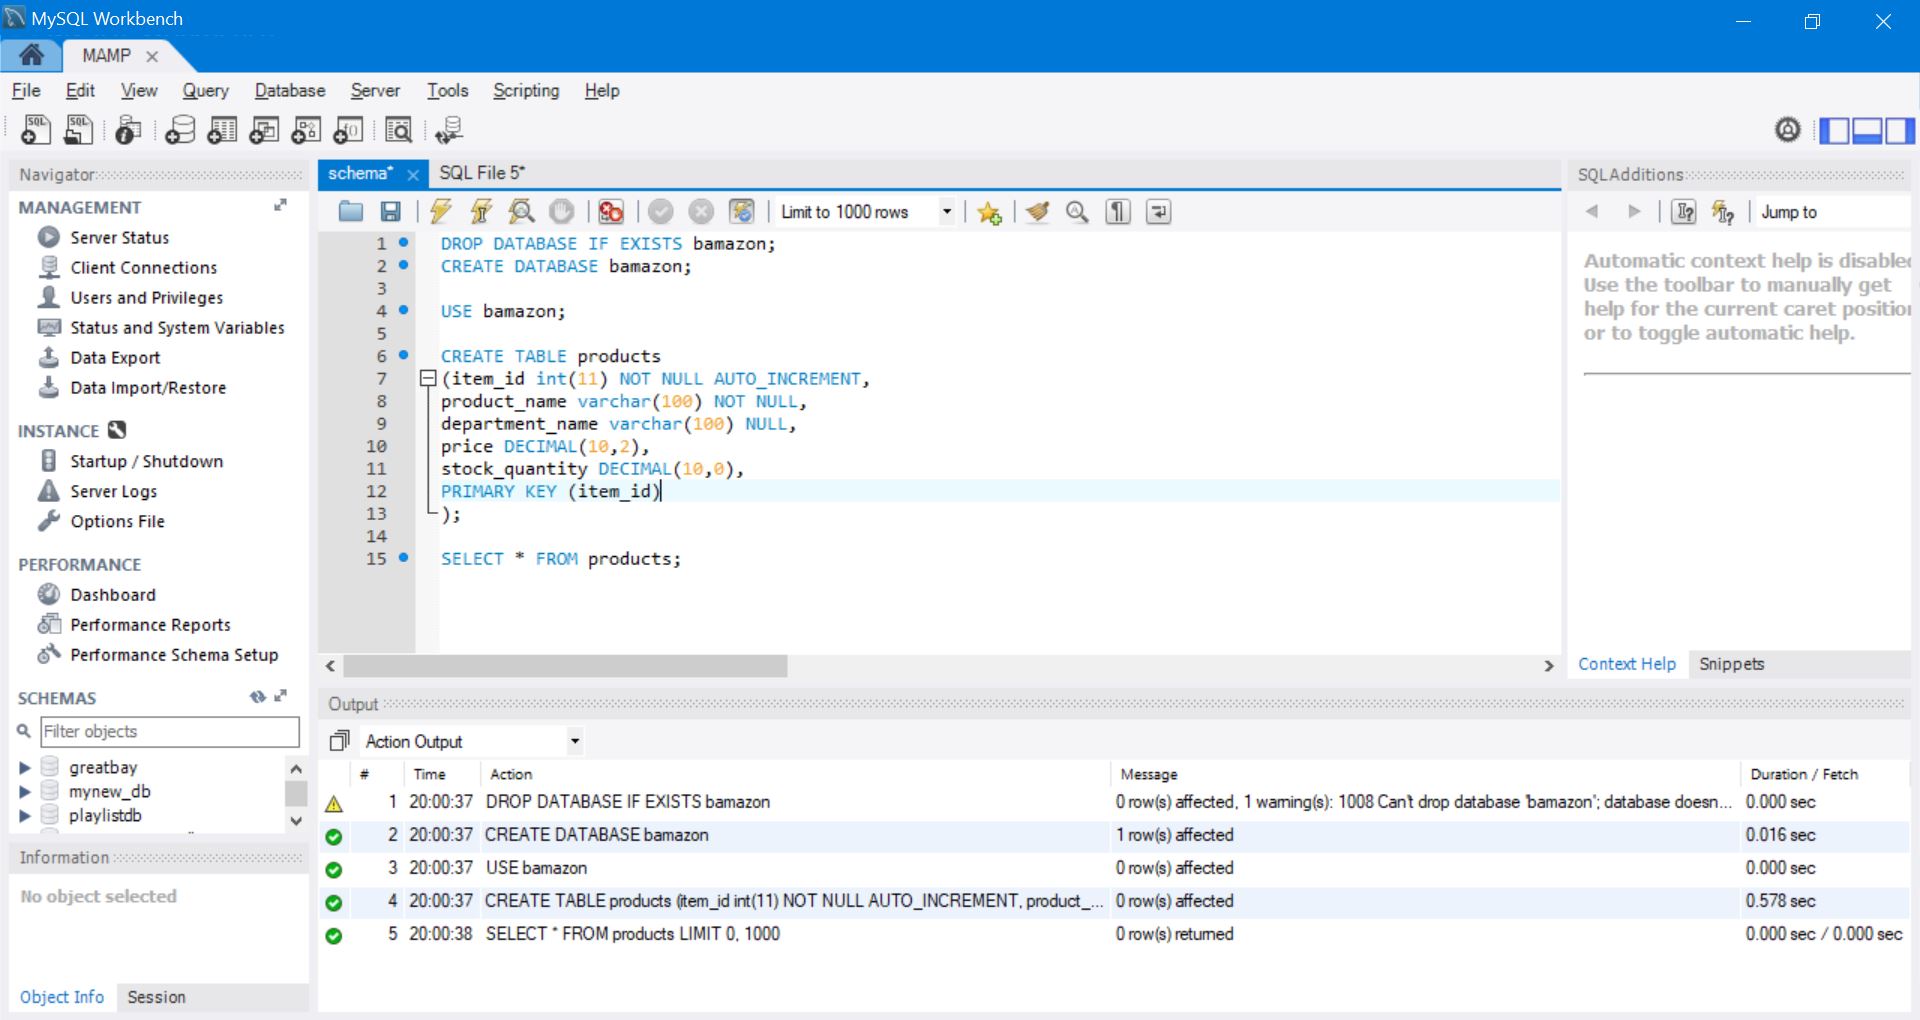 MySQL Workbench
MAMP
File Edit View Query Database Server Tools Scripting Help
Navigator
MANAGEMENT
Server Status
Client Connections
Users and Privileges
Status and System Variables
Data Export
Data Import/Restore
INSTANCE
Startup / Shutdown
Server Logs
Options File
PERFORMANCE
Dashboard
Performance Reports
Performance Schema Setup
SCHEMAS
Filter objects
greatbay
mynew_db
playlistdb
Information
No object selected
Object Info Session
schema* SQL File 5*
Limit to 1000 rows
1 DROP DATABASE IF EXISTS bamazon;
2 CREATE DATABASE bamazon;
3
4 USE bamazon;
5
6 CREATE TABLE products
7 (item_id int(11) NOT NULL AUTO_INCREMENT,
8 product_name varchar(100) NOT NULL,
9 department_name varchar(100) NULL,
10 price DECIMAL(10,2),
11 stock_quantity DECIMAL(10,0),
12 PRIMARY KEY (item_id)
13 );
14
15 SELECT * FROM products;
SQLAdditions
Jump to
Automatic context help is disabled
Use the toolbar to manually get
help for the current caret position
or to toggle automatic help.
Context Help Snippets
Output
Action Output
# Time Action Message Duration / Fetch
1 20:00:37 DROP DATABASE IF EXISTS bamazon 0 row(s) affected, 1 warning(s): 1008 Can't drop database 'bamazon'; database doesn... 0.000 sec
2 20:00:37 CREATE DATABASE bamazon 1 row(s) affected 0.016 sec
3 20:00:37 USE bamazon 0 row(s) affected 0.000 sec
4 20:00:37 CREATE TABLE products (item_id int(11) NOT NULL AUTO_INCREMENT, product_... 0 row(s) affected 0.578 sec
5 20:00:38 SELECT * FROM products LIMIT 0, 1000 0 row(s) returned 0.000 sec / 0.000 sec